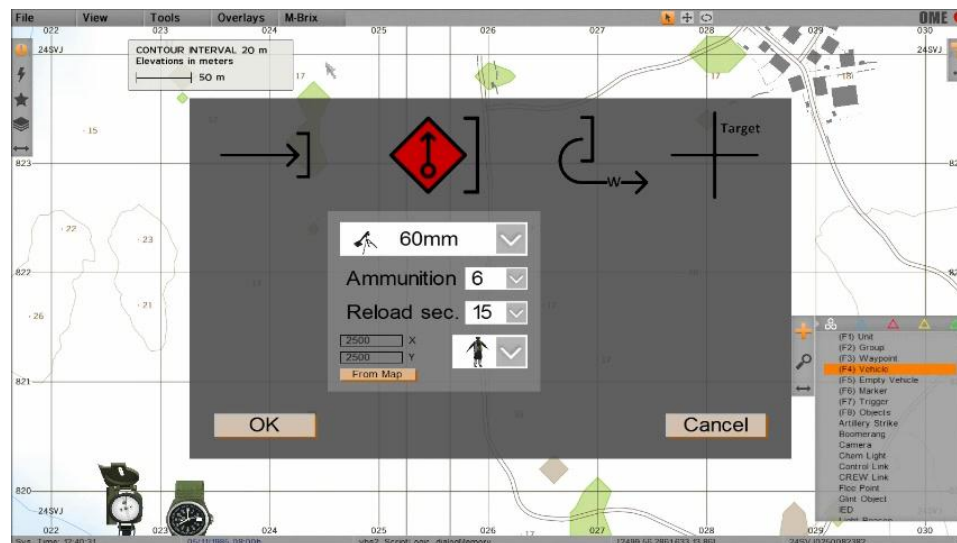 File View Tools Overlays M-Brix OME
022 023 024 025 026 027 028 029 030
24SVJ 24SVJ
CONTOUR INTERVAL 20 m
Elevations in meters
50 m
17
17
15
Target
W
823
22
23
60mm
822
Ammunition 6
21
Reload sec. 15
26
2500 X
2500 Y
From Map
821
OK
Cancel
(F1) Unit
(F2) Group
(F3) Waypoint
(F4) Vehicle
(F5) Empty Vehicle
(F6) Marker
(F7) Trigger
(F8) Objects
Artillery Strike
Boomerang
Camera
Chem Light
Control Link
CREW Link
Flee Point
Glint Object
IED
820
24SVJ
022 023 024 025 026 027 028 029 030